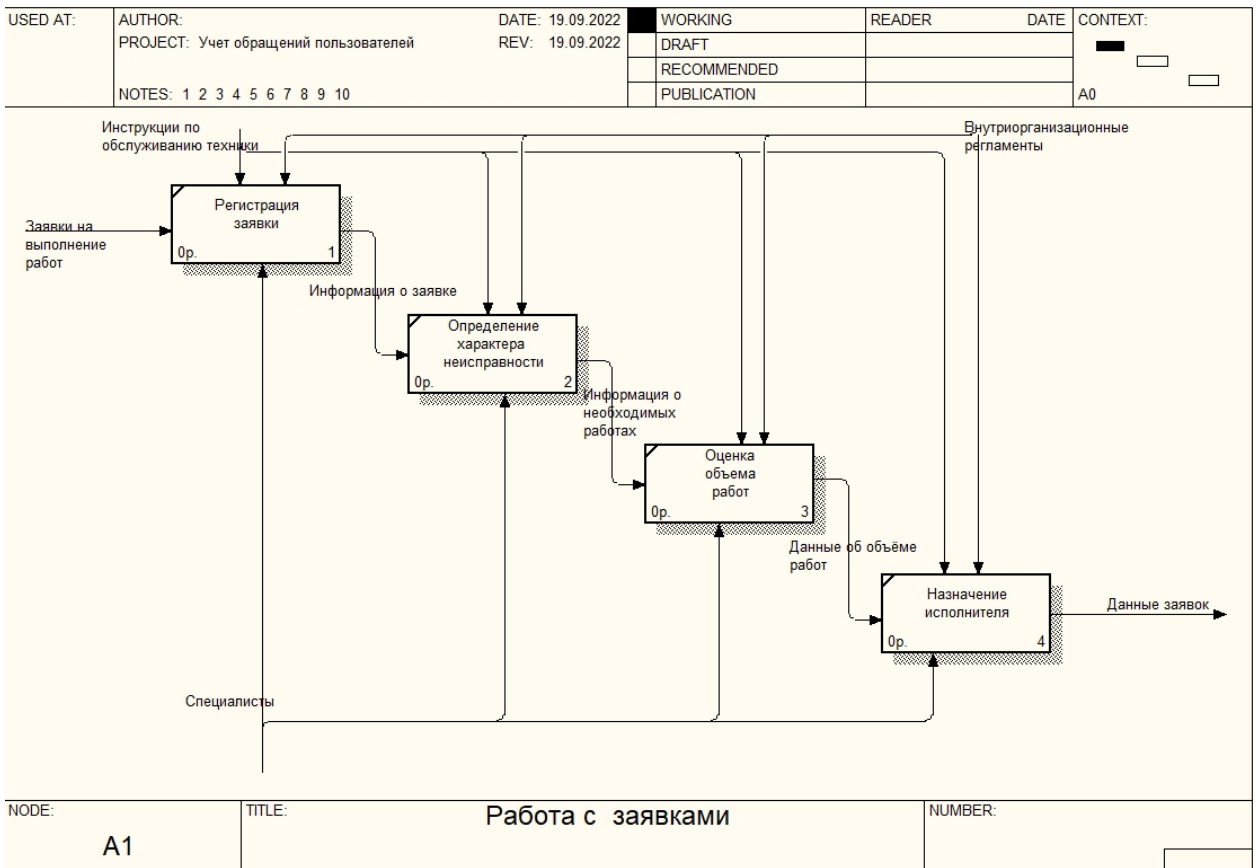 USED AT:
AUTHOR:
DATE: 19.09.2022
WORKING
READER
DATE
CONTEXT:
PROJECT: Учет обращений пользователей
REV: 19.09.2022
DRAFT
RECOMMENDED
NOTES: 1 2 3 4 5 6 7 8 9 10
PUBLICATION
A0
Инструкции по
обслуживанию техники
Внутриорганизационные
регламенты
Заявки на
выполнение
работ
Регистрация
заявки
0р.
1
Информация о заявке
Определение
характера
неисправности
0р.
2
Информация о
необходимых
работах
Оценка
объема
работ
0р.
3
Данные об объёме
работ
Назначение
исполнителя
0р.
4
Данные заявок
Специалисты
NODE:
A1
TITLE:
Работа с заявками
NUMBER: